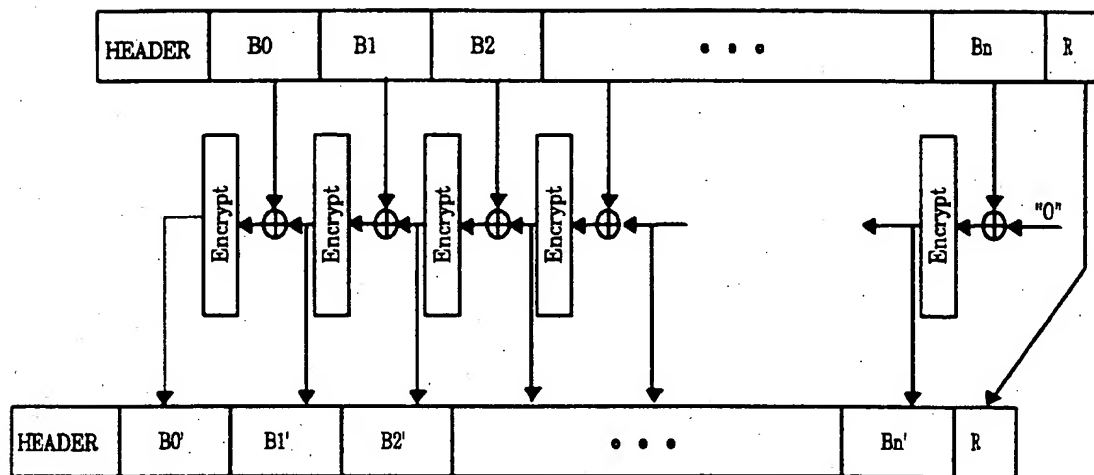 HEADER B0 B1 B2 • • • Bn R
Encrypt Encrypt Encrypt Encrypt Encrypt "0"
HEADER B0' B1' B2' • • • Bn' R